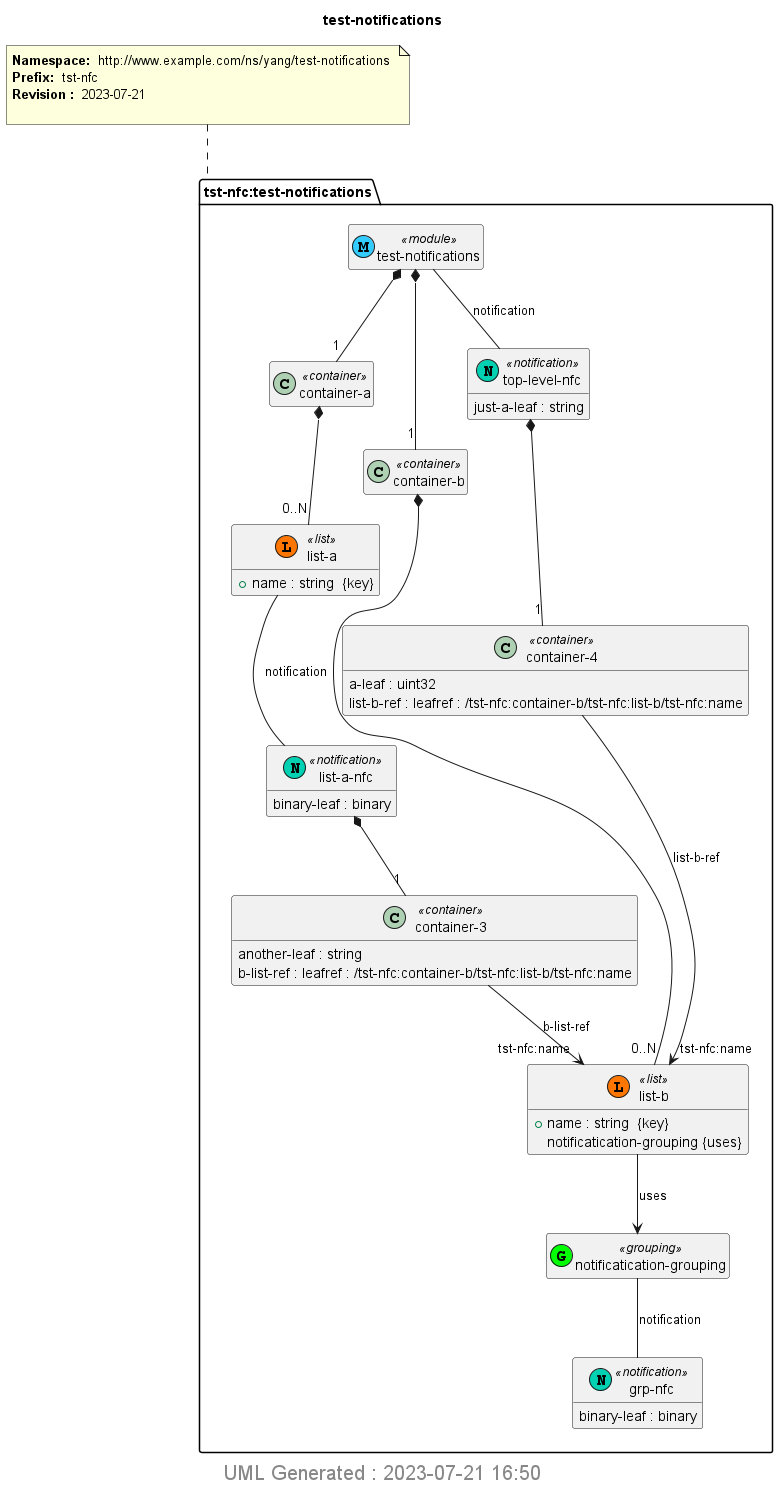 test-notifications
Namespace: http://www.example.com/ns/yang/test-notifications
Prefix: tst-nfc
Revision : 2023-07-21
tst-nfc:test-notifications
M
«module»
test-notifications
notification
1
C
«container»
container-a
N
«notification»
top-level-nfc
just-a-leaf : string
1
C
«container»
container-b
0..N
L
«list»
list-a
name : string {key}
1
C
«container»
container-4
a-leaf : uint32
list-b-ref : leafref : /tst-nfc:container-b/tst-nfc:list-b/tst-nfc:name
notification
N
«notification»
list-a-nfc
binary-leaf : binary
list-b-ref
1
C
«container»
container-3
another-leaf : string
b-list-ref : leafref : /tst-nfc:container-b/tst-nfc:list-b/tst-nfc:name
b-list-ref
tst-nfc:name
0..N
tst-nfc:name
L
«list»
list-b
name : string {key}
notificatication-grouping {uses}
uses
G
«grouping»
notificatication-grouping
notification
N
«notification»
grp-nfc
binary-leaf : binary
UML Generated : 2023-07-21 16:50